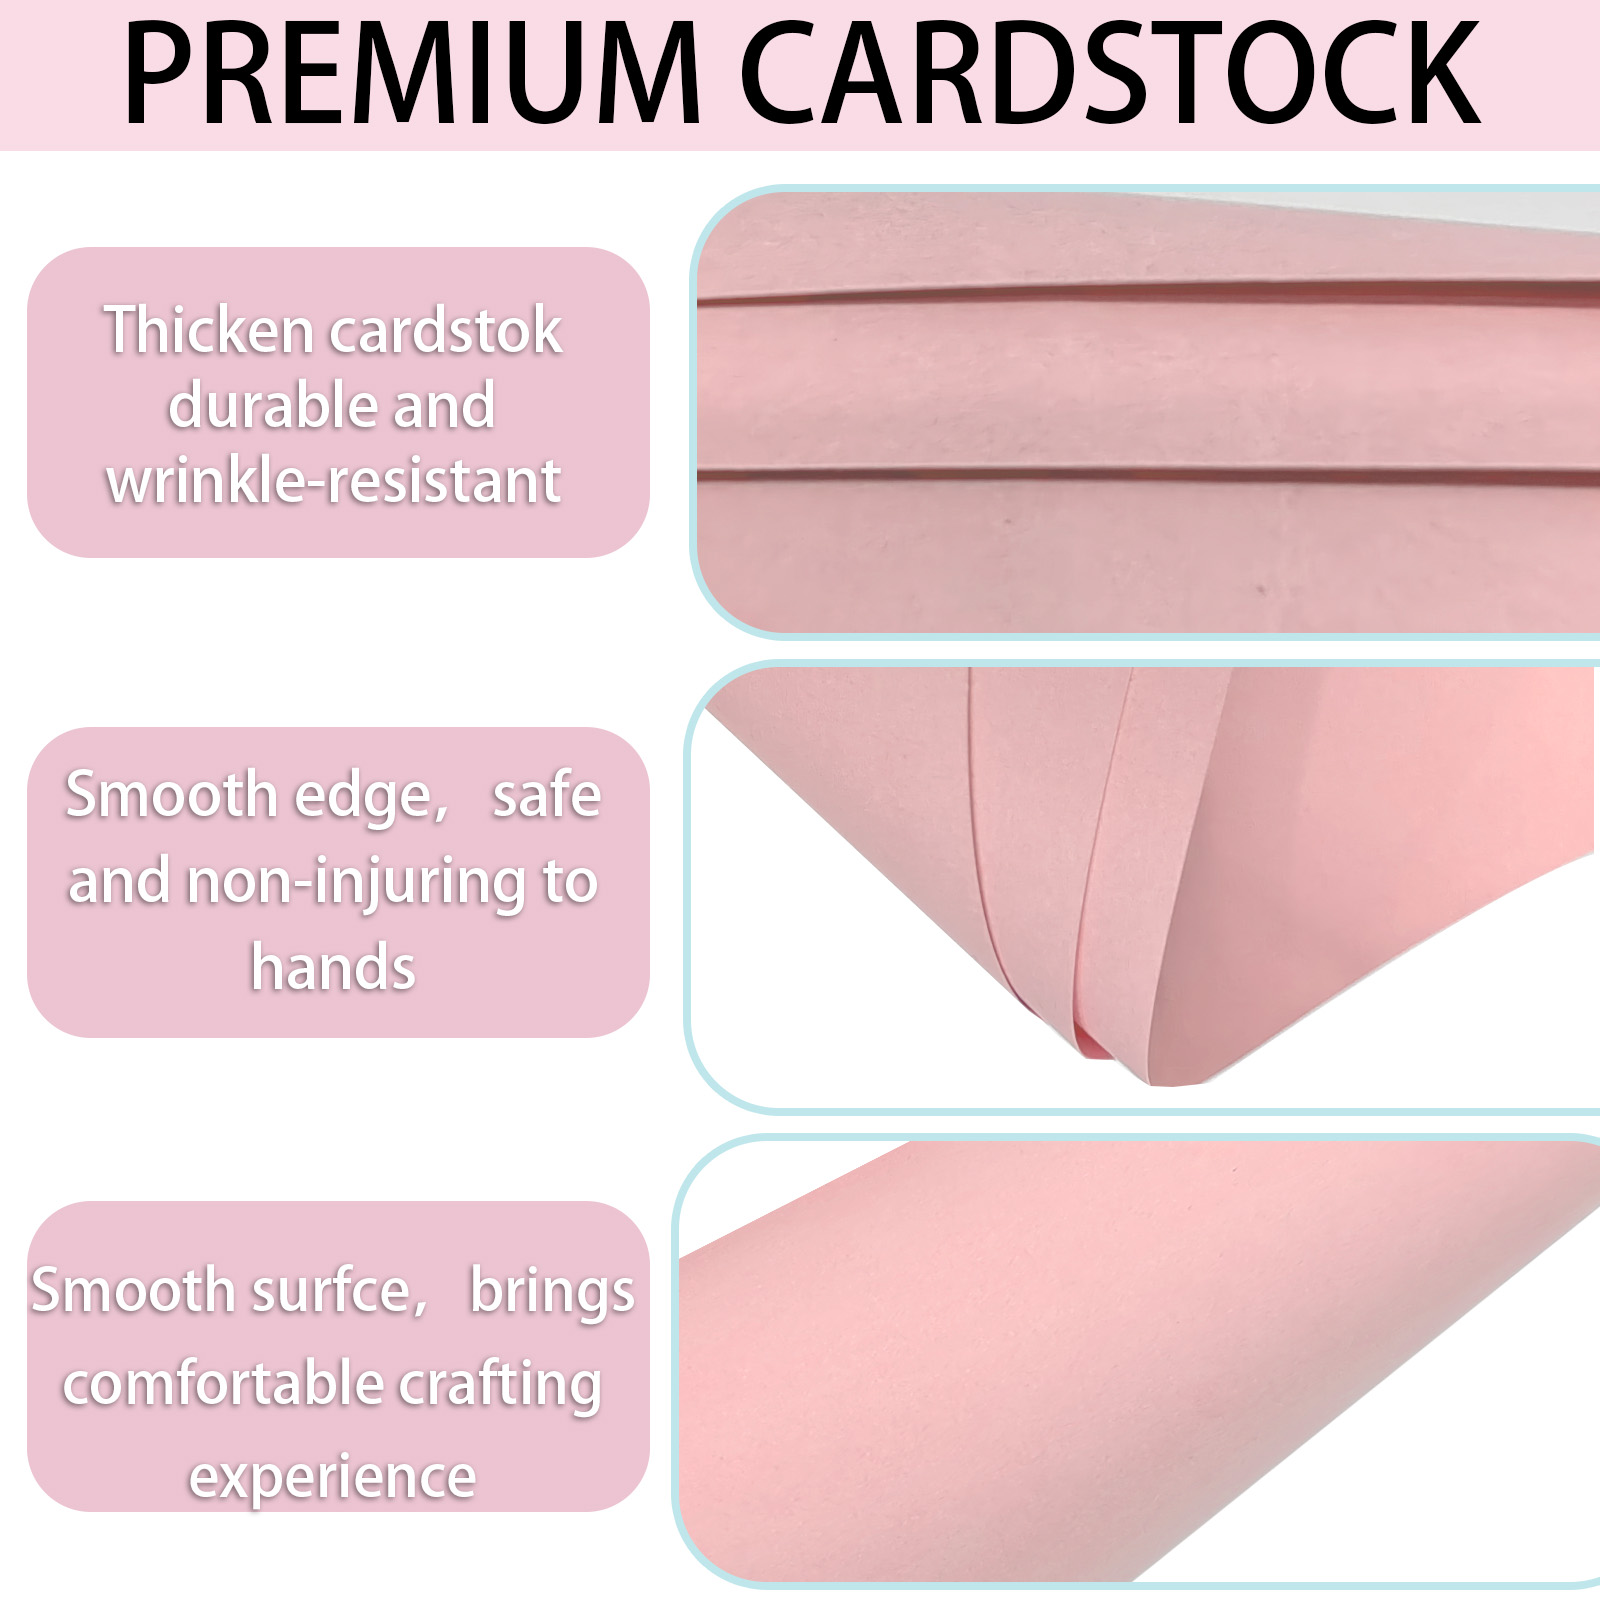 PREMIUM CARDSTOCK
Thicken cardstok
durable and
wrinkle-resistant
Smooth edge， safe
and non-injuring to
hands
Smooth surfce， brings
comfortable crafting
experience